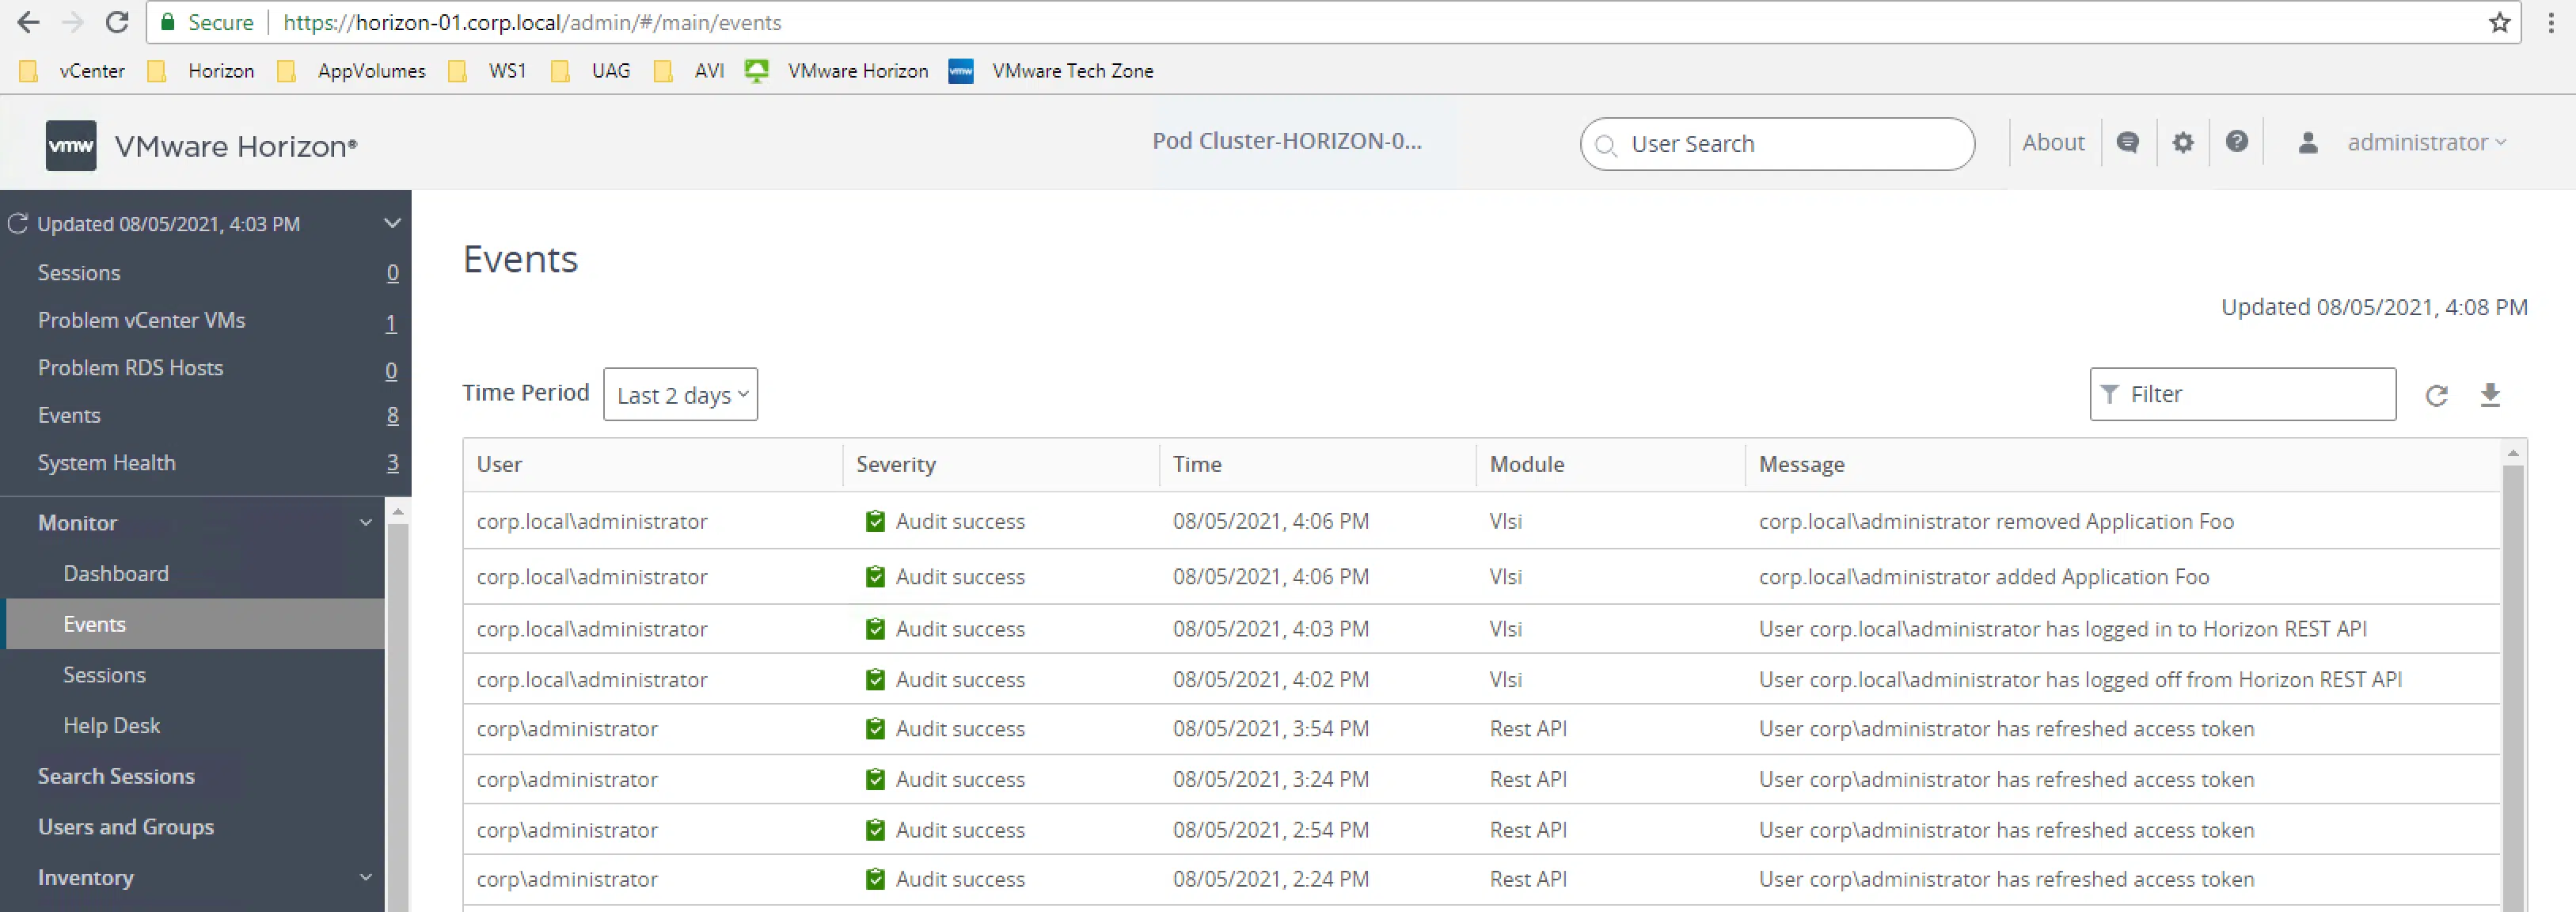 Secure https://horizon-01.corp.local/admin/#/main/events
vCenter Horizon AppVolumes WS1 UAG AVI VMware Horizon vmw VMware Tech Zone
vmw VMware Horizon® Pod Cluster-HORIZON-0... User Search About administrator
Updated 08/05/2021, 4:03 PM
Sessions 0
Problem vCenter VMs 1
Problem RDS Hosts 0
Events 8
System Health 3
Monitor
Dashboard
Events
Sessions
Help Desk
Search Sessions
Users and Groups
Inventory
Events
Updated 08/05/2021, 4:08 PM
Time Period Last 2 days Filter
User Severity Time Module Message
corp.local\administrator Audit success 08/05/2021, 4:06 PM Vlsi corp.local\administrator removed Application Foo
corp.local\administrator Audit success 08/05/2021, 4:06 PM Vlsi corp.local\administrator added Application Foo
corp.local\administrator Audit success 08/05/2021, 4:03 PM Vlsi User corp.local\administrator has logged in to Horizon REST API
corp.local\administrator Audit success 08/05/2021, 4:02 PM Vlsi User corp.local\administrator has logged off from Horizon REST API
corp\administrator Audit success 08/05/2021, 3:54 PM Rest API User corp\administrator has refreshed access token
corp\administrator Audit success 08/05/2021, 3:24 PM Rest API User corp\administrator has refreshed access token
corp\administrator Audit success 08/05/2021, 2:54 PM Rest API User corp\administrator has refreshed access token
corp\administrator Audit success 08/05/2021, 2:24 PM Rest API User corp\administrator has refreshed access token